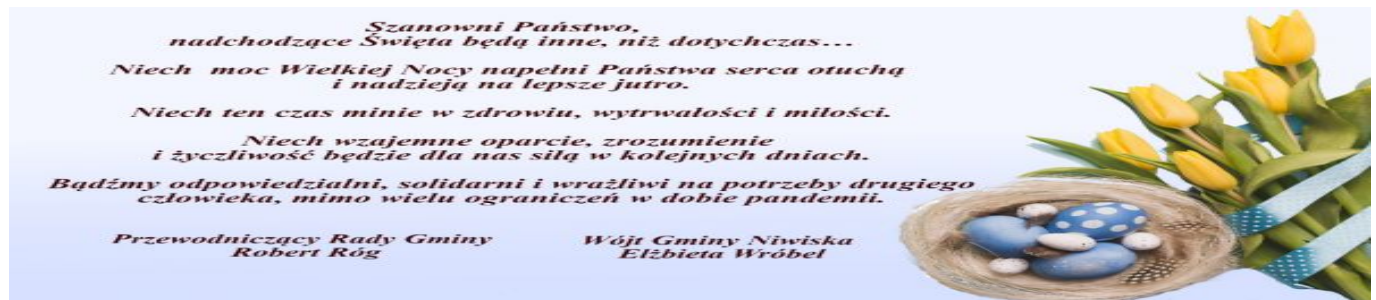 Szanowni Państwo,
nadchodzące Święta będą inne, niż dotychczas...
Niech moc Wielkiej Nocy napełni Państwa serca otuchą
i nadzieją na lepsze jutro.
Niech ten czas minie w zdrowiu, wytrwałości i miłości.
Niech wzajemne oparcie, zrozumienie
i życzliwość będzie dla nas siłą w kolejnych dniach.
Bądźmy odpowiedzialni, solidarni i wrażliwi na potrzeby drugiego
człowieka, mimo wielu ograniczeń w dobie pandemii.
Przewodniczący Rady Gminy
Robert Róg
Wójt Gminy Niwiska
Elżbieta Wróbel